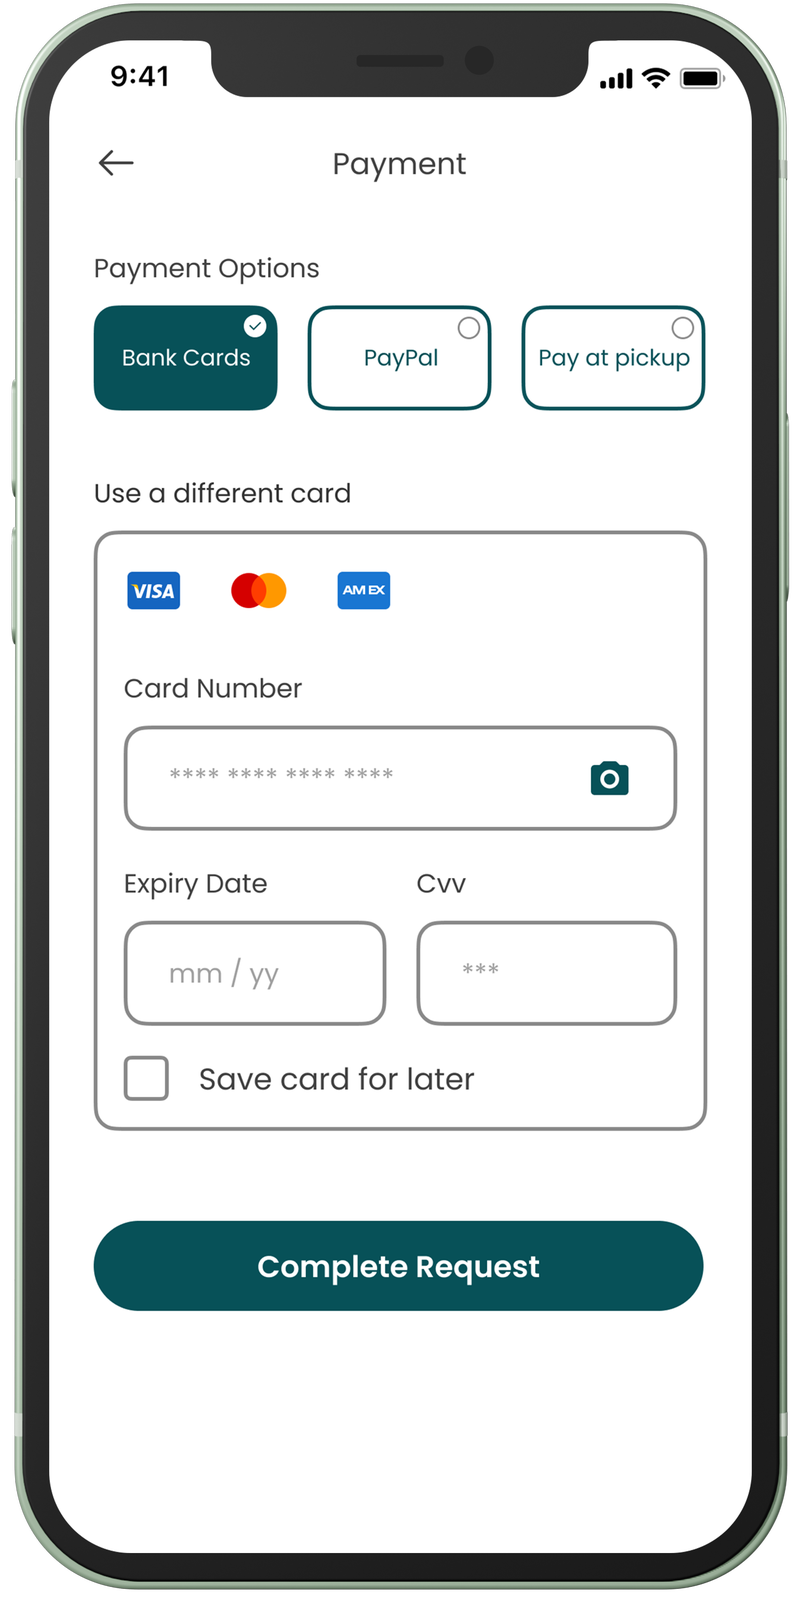 9:41
Payment
Payment Options
Bank Cards
PayPal
Pay at pickup
Use a different card
VISA
AM EX
Card Number
**** **** **** ****
Expiry Date
Cvv
mm / yy
***
Save card for later
Complete Request